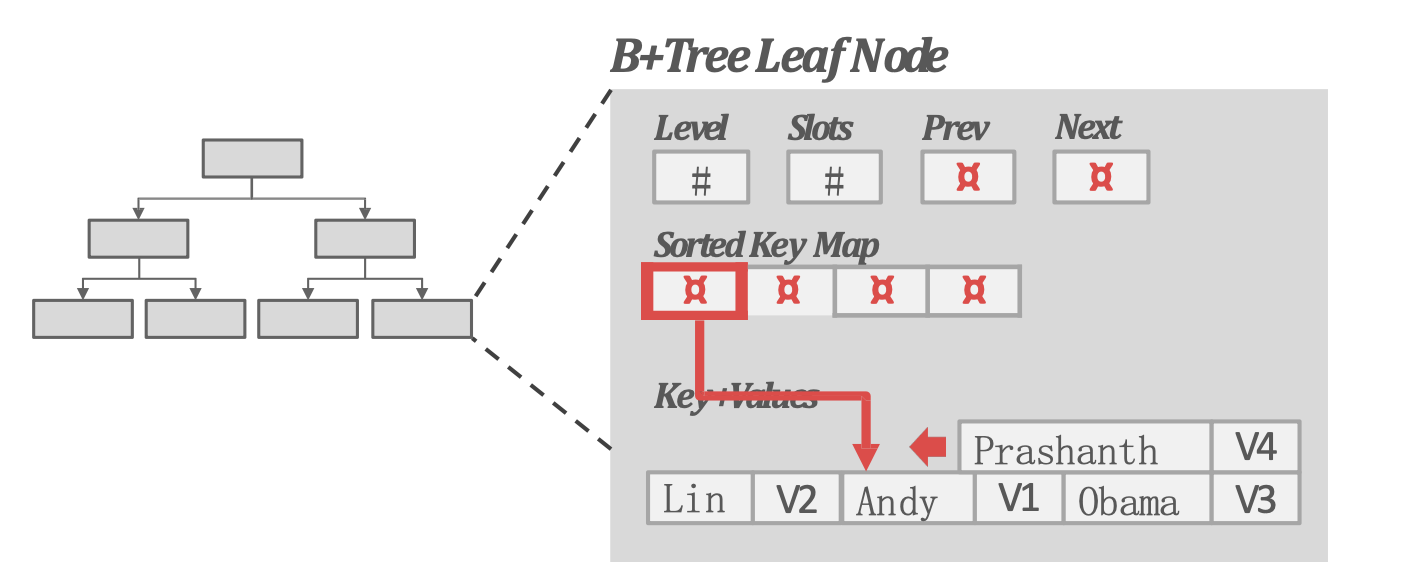 B+Tree Leaf Node
Level Slots Prev Next
# # ¤ ¤
Sorted Key Map
¤ ¤ ¤ ¤
Key+Values
Prashanth V4
Lin V2 Andy V1 Obama V3